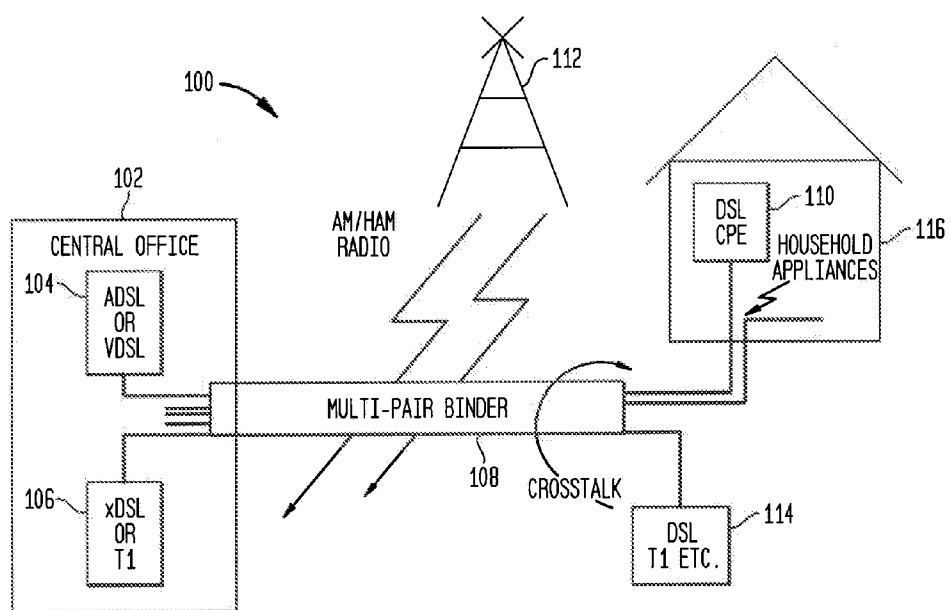 100
112
102
CENTRAL OFFICE
104
ADSL
OR
VDSL
AM/HAM
RADIO
DSL
CPE
110
116
HOUSEHOLD
APPLIANCES
MULTI-PAIR BINDER
108
CROSSTALK
106
xDSL
OR
T1
DSL
T1 ETC.
114